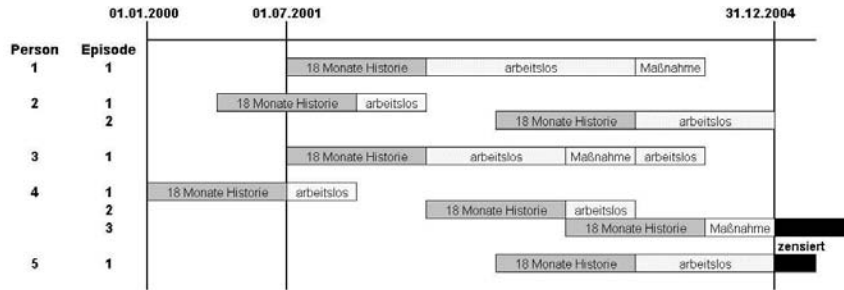 01.01.2000 01.07.2001 31.12.2004
Person Episode
1 1 18 Monate Historie arbeitslos Maßnahme
2 1 18 Monate Historie arbeitslos
2 18 Monate Historie arbeitslos
3 1 18 Monate Historie arbeitslos Maßnahme arbeitslos
4 1 18 Monate Historie arbeitslos
2 18 Monate Historie arbeitslos
3 18 Monate Historie Maßnahme
zensiert
5 1 18 Monate Historie arbeitslos